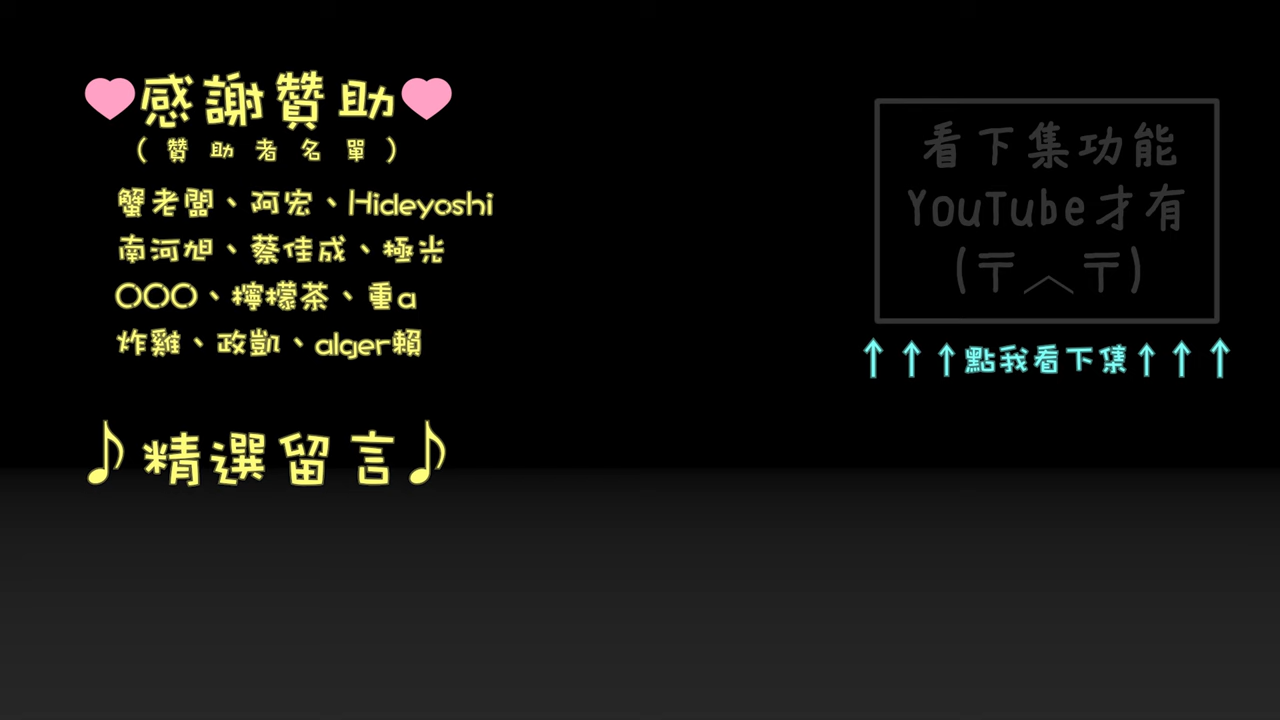 感謝贊助
(贊助者名單)
蟹老闆、阿宏、Hideyoshi
南河旭、蔡佳成、極光
OOO、檸檬茶、重a
炸雞、政凱、alger賴
♪精選留言♪
看下集功能
YouTube才有
(〒︿〒)
↑↑↑點我看下集↑↑↑